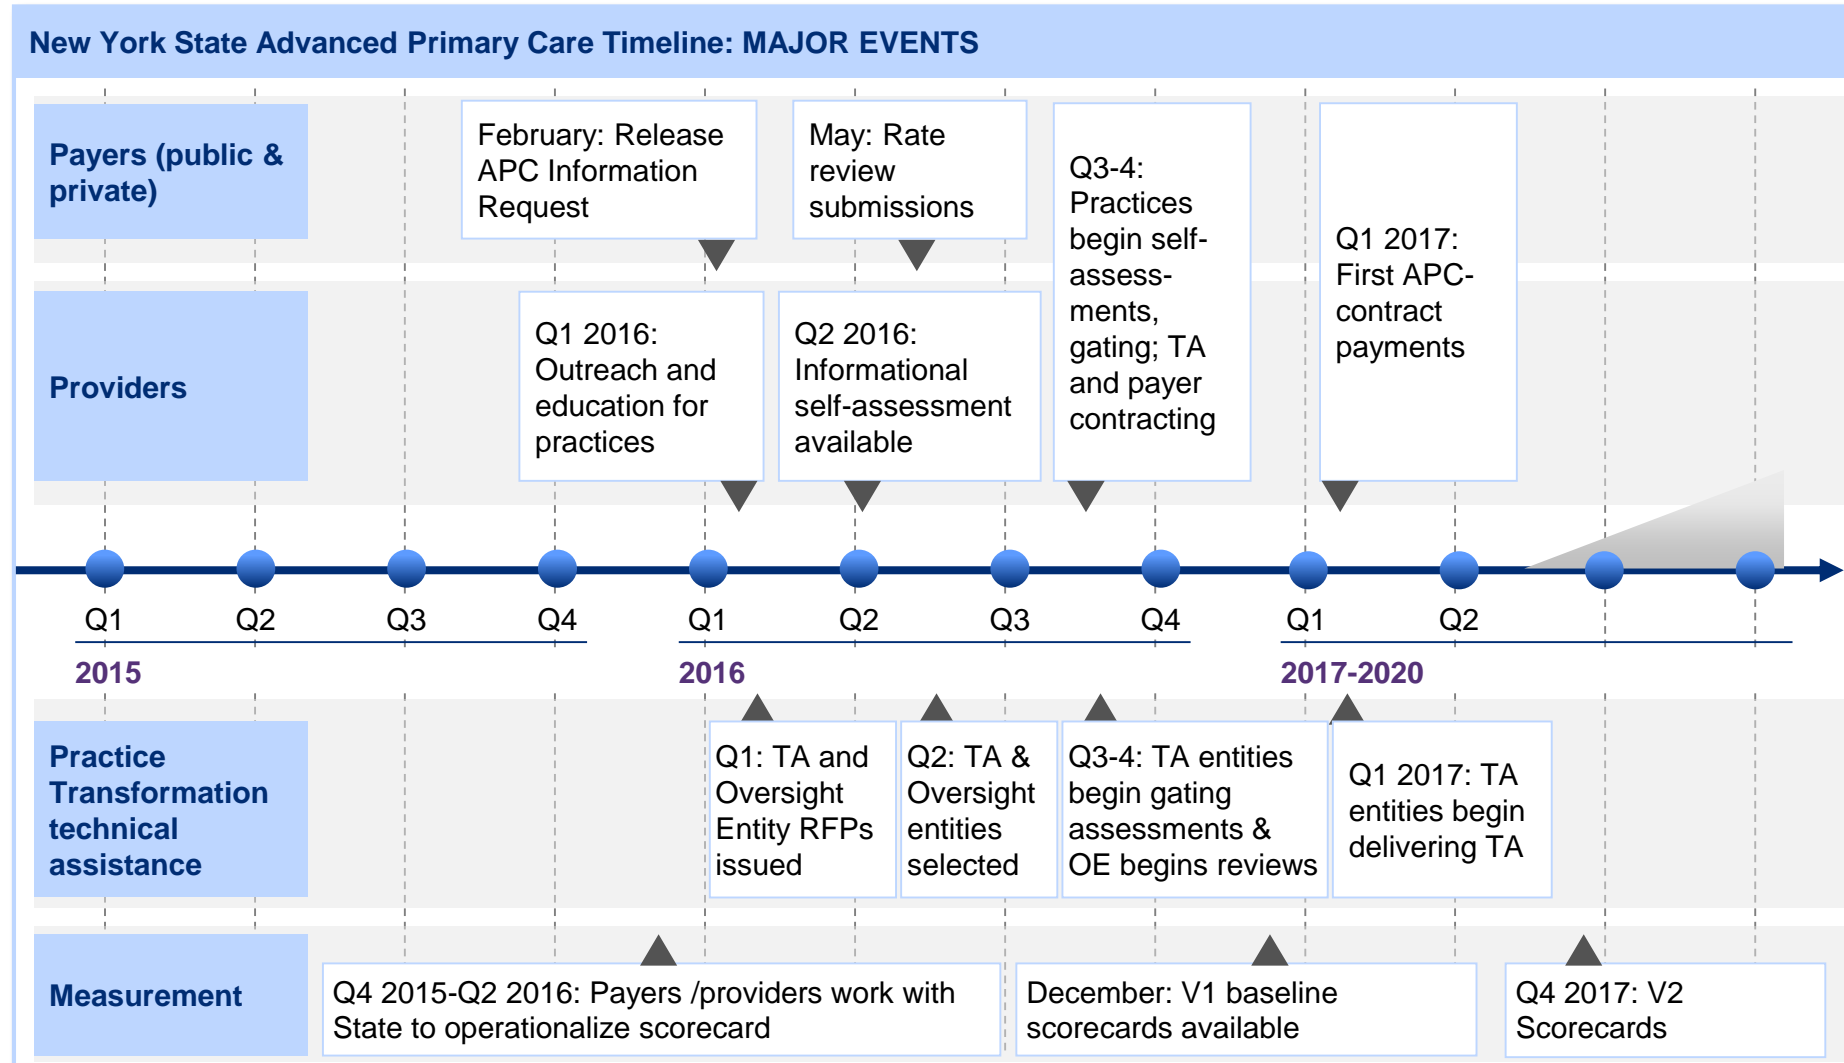 New York State Advanced Primary Care Timeline: MAJOR EVENTS
Payers (public &
private)
February: Release
APC Information
Request
May: Rate
review
submissions
Q3-4:
Practices
begin self-
assess-
ments,
gating; TA
and payer
contracting
Q1 2017:
First APC-
contract
payments
Providers
Q1 2016:
Outreach and
education for
practices
Q2 2016:
Informational
self-assessment
available
Q1
Q2
Q3
Q4
Q1
Q2
Q3
Q4
Q1
Q2
2015
2016
2017-2020
Practice
Transformation
technical
assistance
Q1: TA and
Oversight
Entity RFPs
issued
Q2: TA &
Oversight
entities
selected
Q3-4: TA entities
begin gating
assessments &
OE begins reviews
Q1 2017: TA
entities begin
delivering TA
Measurement
Q4 2015-Q2 2016: Payers /providers work with
State to operationalize scorecard
December: V1 baseline
scorecards available
Q4 2017: V2
Scorecards